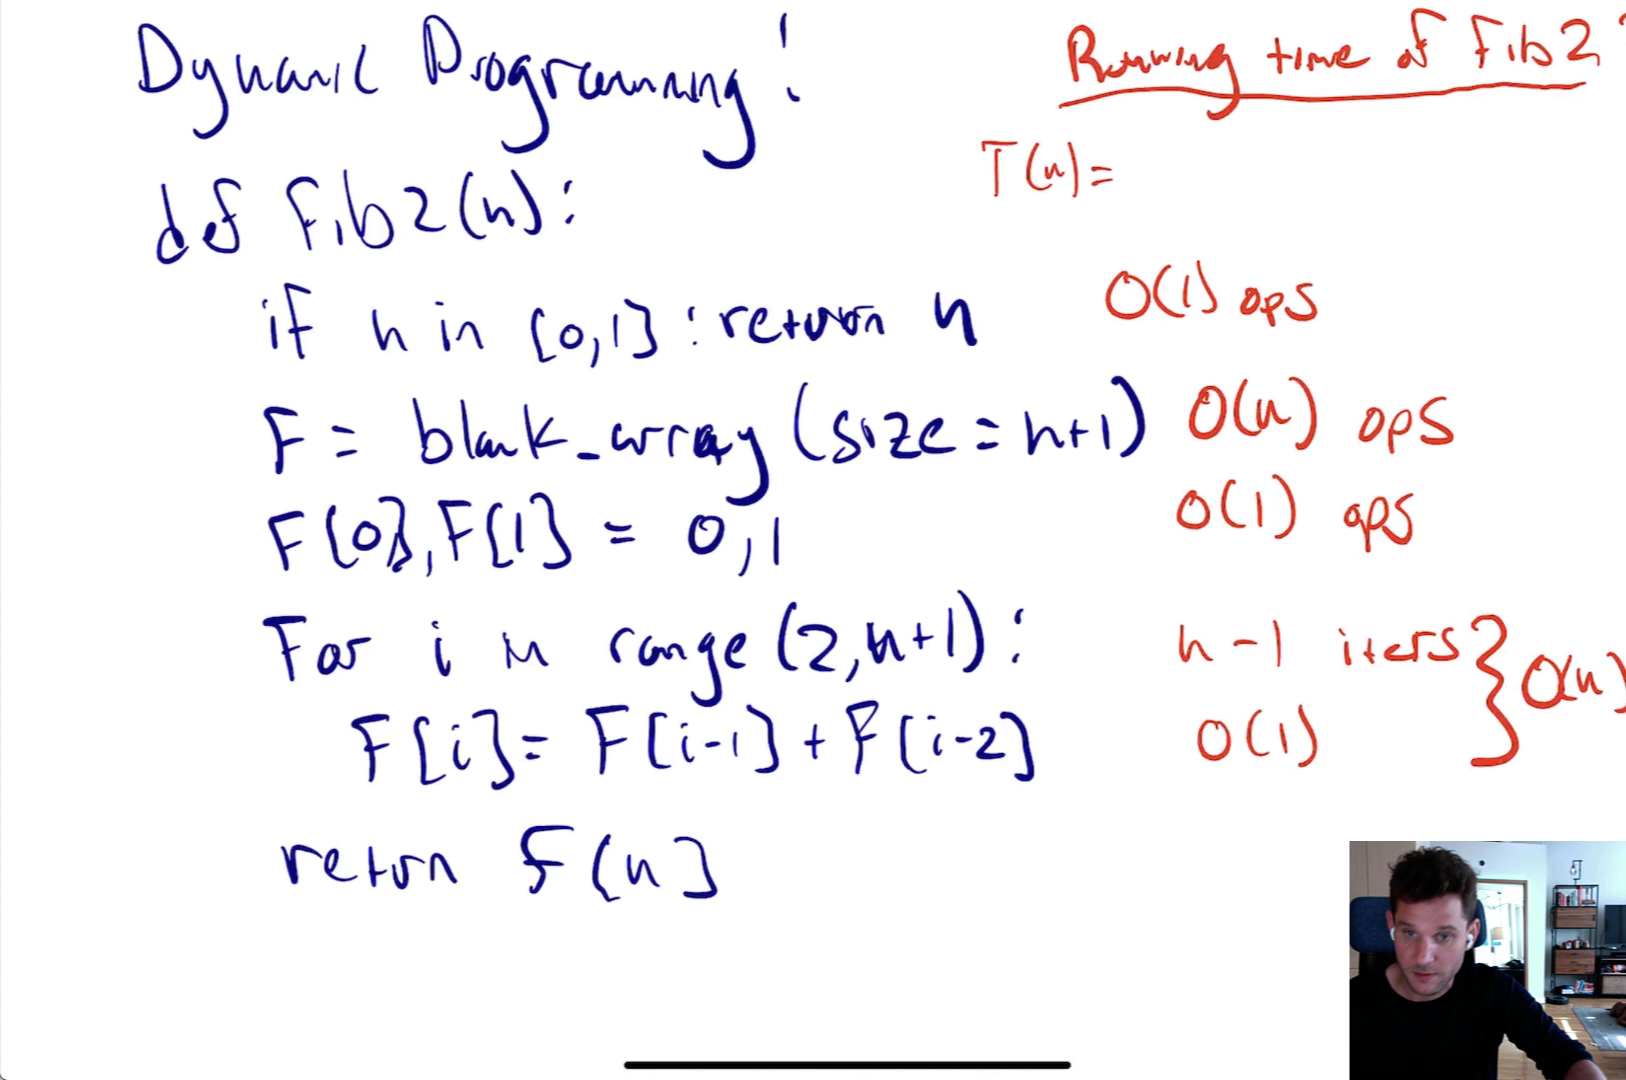 Dynamic Programming!
Running time of Fib2?
T(n)=
def Fib2(n):
if n in [0,1]: return n
O(1) ops
F = blank_array (size = n+1)
O(n) ops
F[0], F[1] = 0,1
O(1) ops
For i in range (2, n+1):
n-1 iters
F[i] = F[i-1] + F[i-2]
O(1)
} O(n)
return F[n]